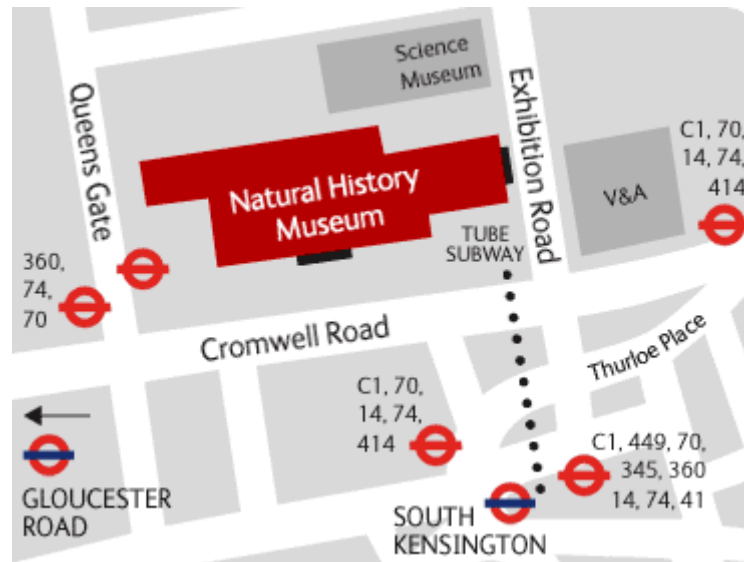 Science
Museum
Queens Gate
Exhibition Road
C1, 70,
14, 74,
414
Natural History
Museum
V&A
TUBE
SUBWAY
360,
74,
70
Cromwell Road
Thurloe Place
C1, 70,
14, 74,
414
C1, 449, 70,
345, 360
14, 74, 41
GLOUCESTER
ROAD
SOUTH
KENSINGTON